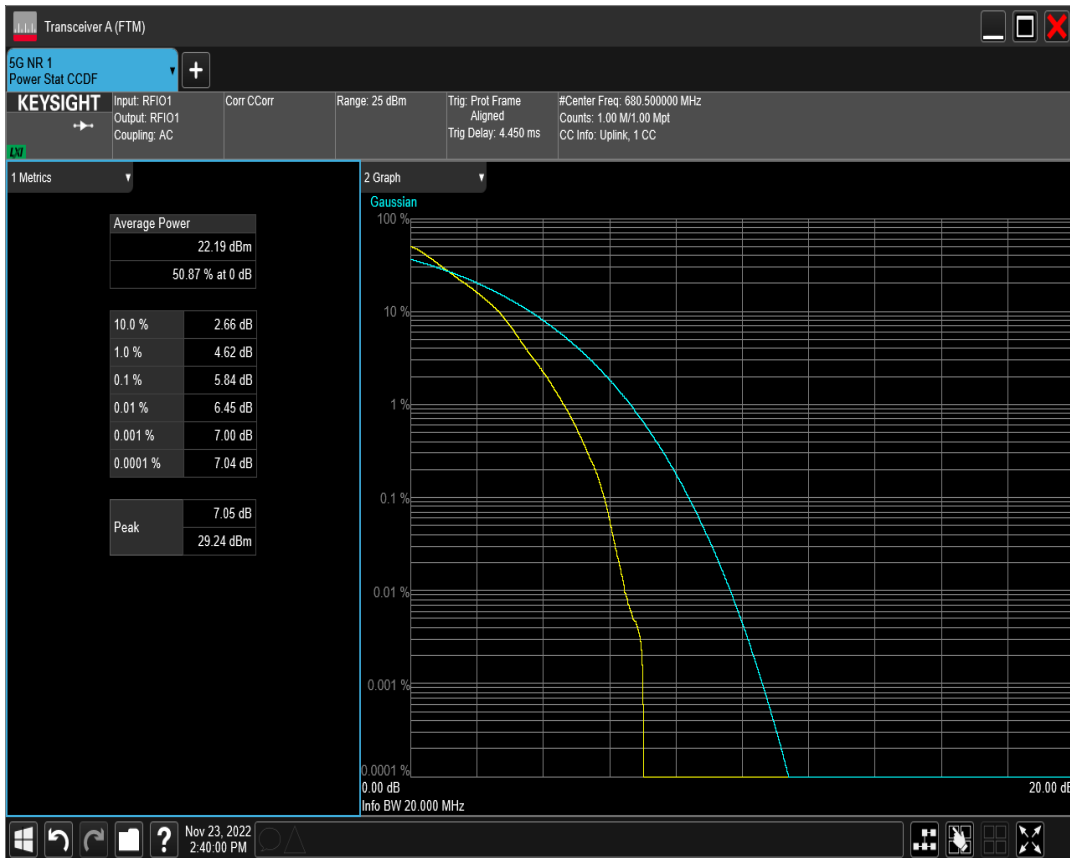 Transceiver A (FTM)
5G NR 1
Power Stat CCDF
+
KEYSIGHT
LXI
Input: RFIO1
Output: RFIO1
Coupling: AC
Corr CCorr
Range: 25 dBm
Trig: Prot Frame
Aligned
Trig Delay: 4.450 ms
#Center Freq: 680.500000 MHz
Counts: 1.00 M/1.00 Mpt
CC Info: Uplink, 1 CC
1 Metrics
Average Power
22.19 dBm
50.87 % at 0 dB
10.0 % 2.66 dB
1.0 % 4.62 dB
0.1 % 5.84 dB
0.01 % 6.45 dB
0.001 % 7.00 dB
0.0001 % 7.04 dB
Peak 7.05 dB
29.24 dBm
2 Graph
Gaussian
100 %
10 %
1 %
0.1 %
0.01 %
0.001 %
0.0001 %
0.00 dB 20.00 dB
Info BW 20.000 MHz
?
Nov 23, 2022
2:40:00 PM